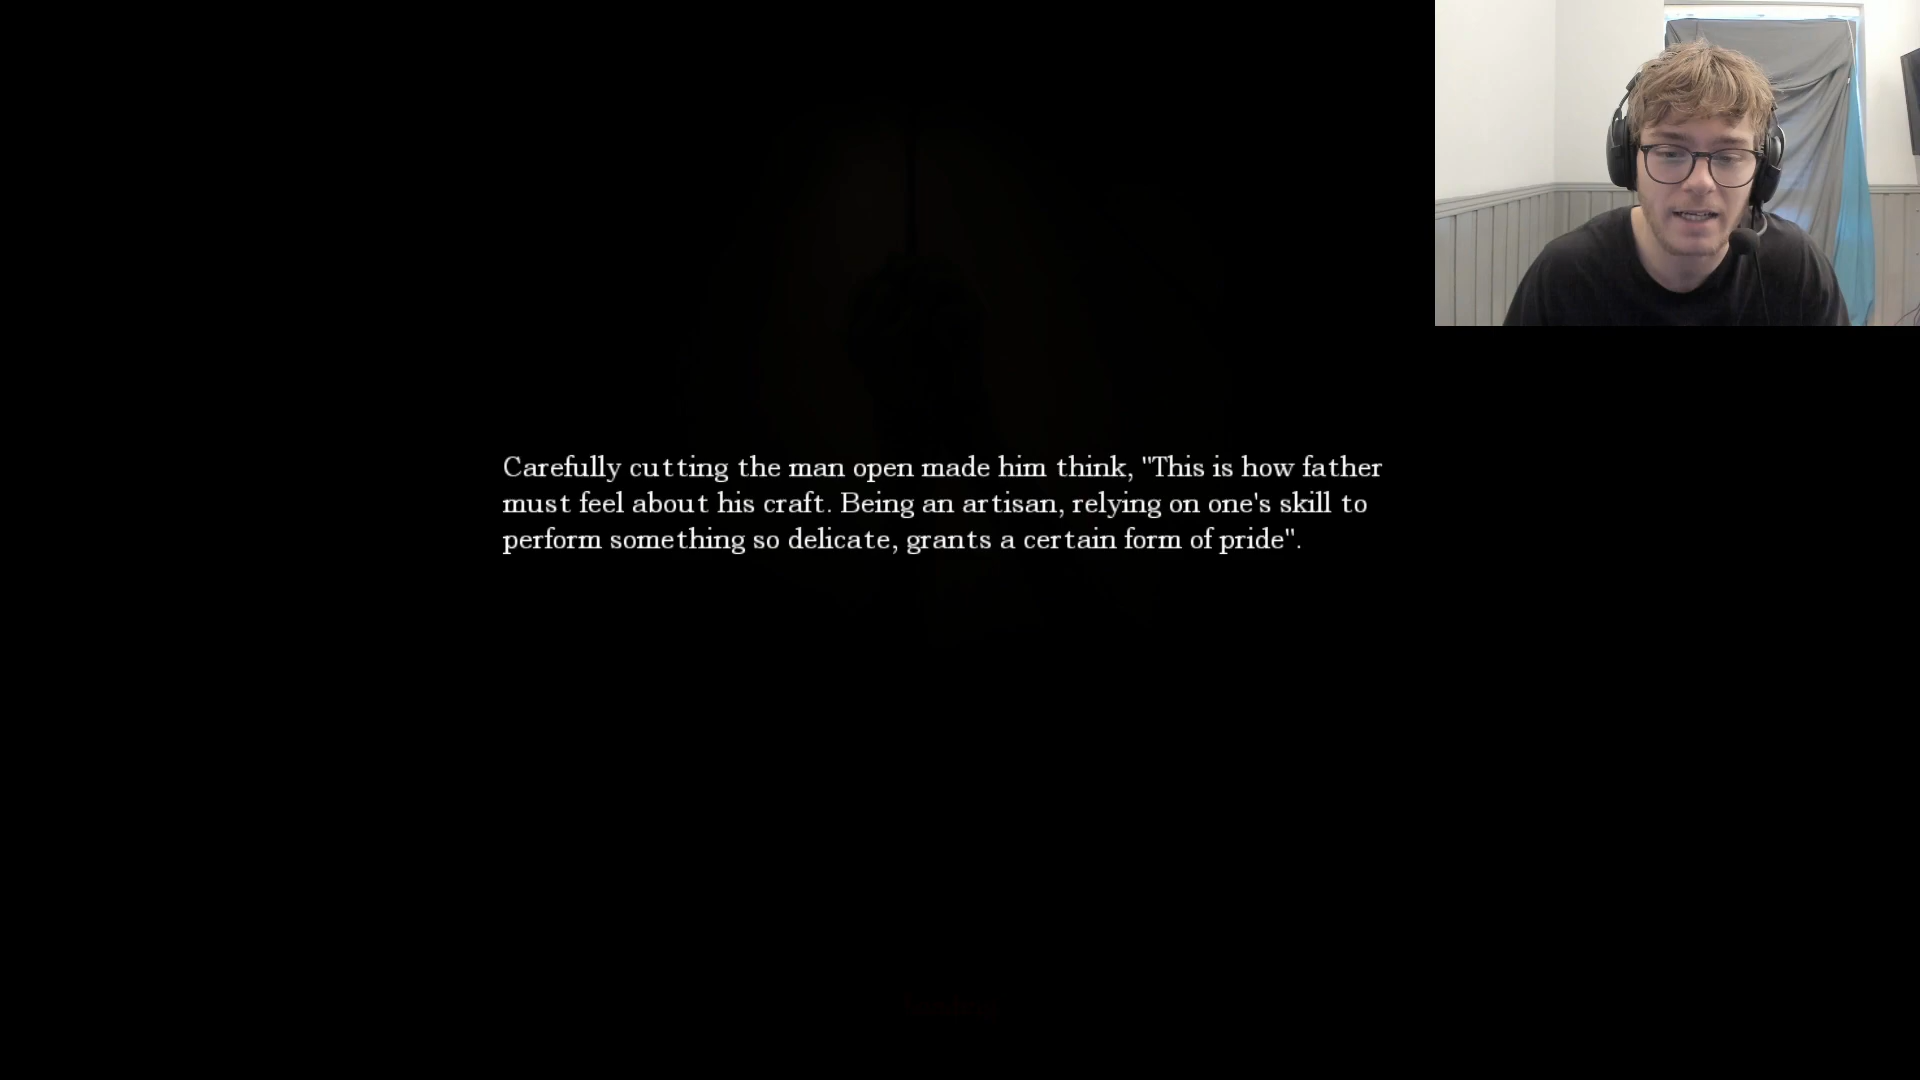 Carefully cutting the man open made him think, "This is how father
must feel about his craft. Being an artisan, relying on one's skill to
perform something so delicate, grants a certain form of pride".